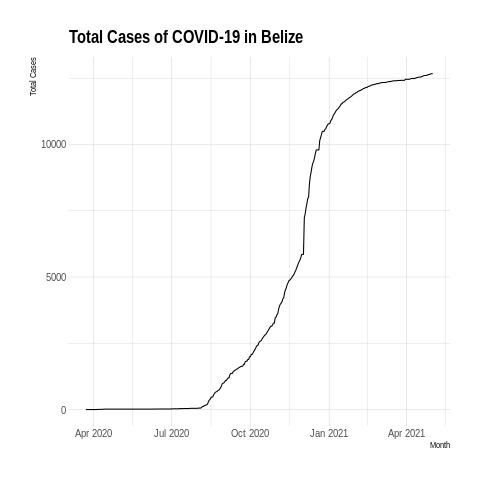 Total Cases of COVID-19 in Belize
Total Cases
10000
5000
0
Apr 2020 Jul 2020 Oct 2020 Jan 2021 Apr 2021
Month